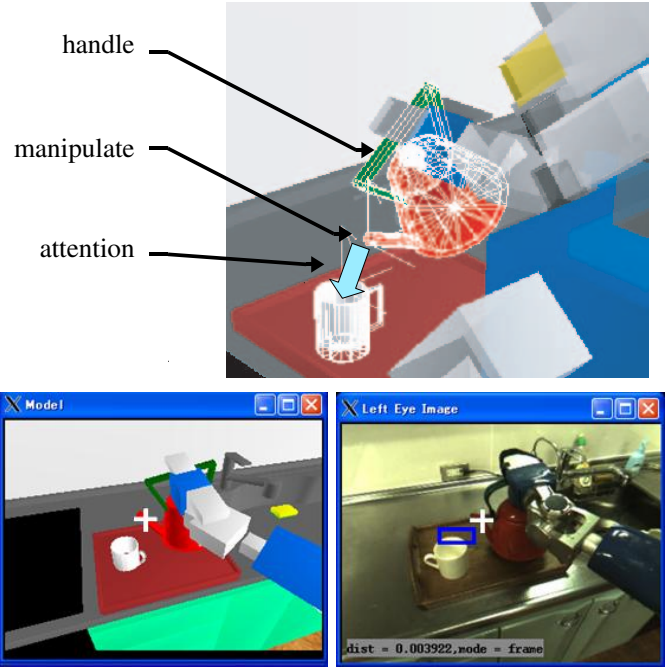 handle
manipulate
attention
Model
Left Eye Image
dist = 0.003922,mode = frame